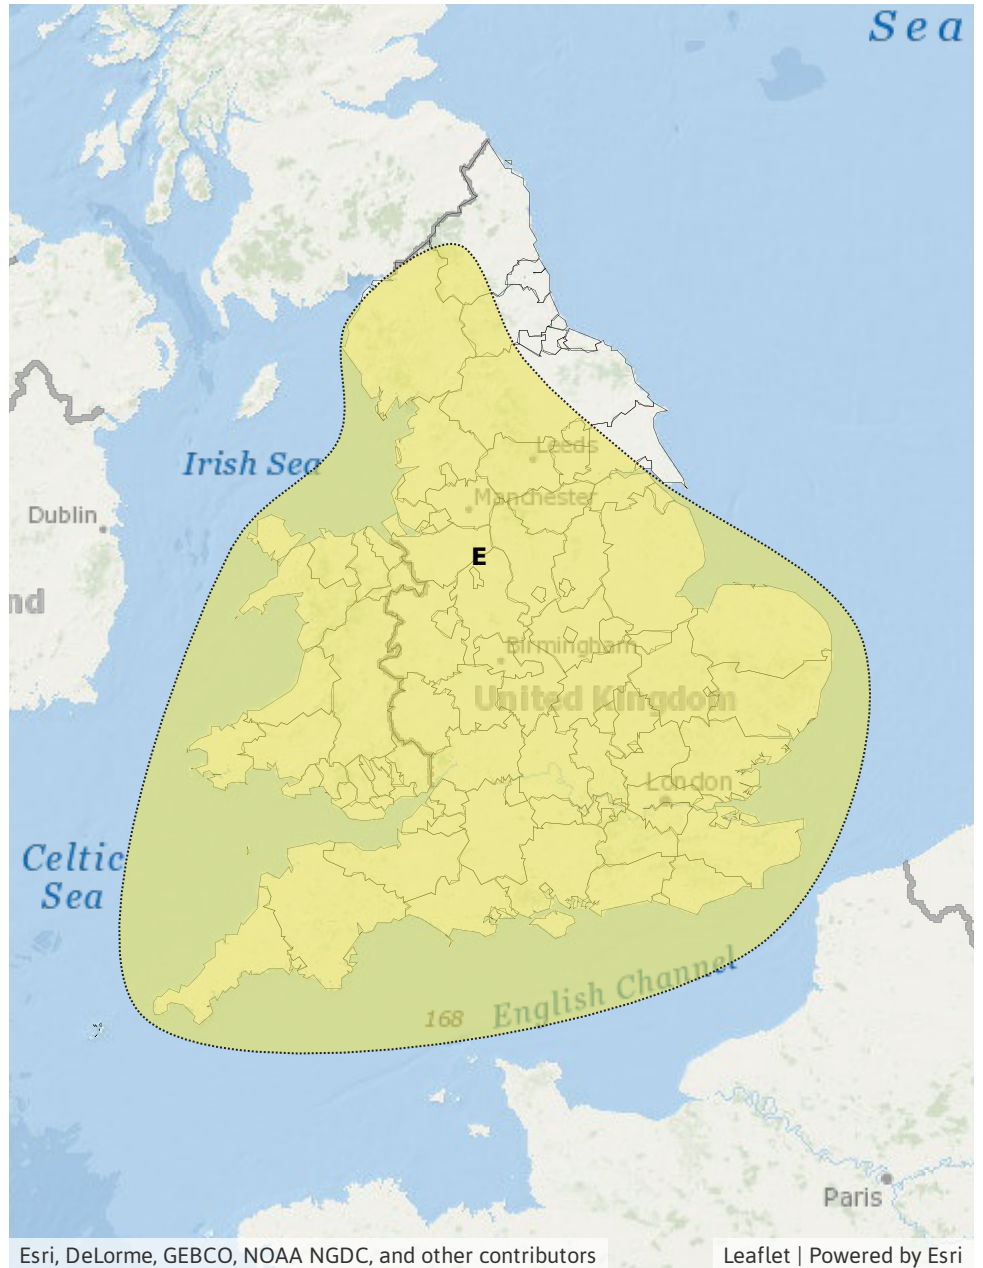 Sea
Leeds
Irish Sea
Manchester
Dublin
E
nd
Birmingham
United Kingdom
London
Celtic
Sea
English Channel
168
Paris
Esri, DeLorme, GEBCO, NOAA NGDC, and other contributors
Leaflet | Powered by Esri